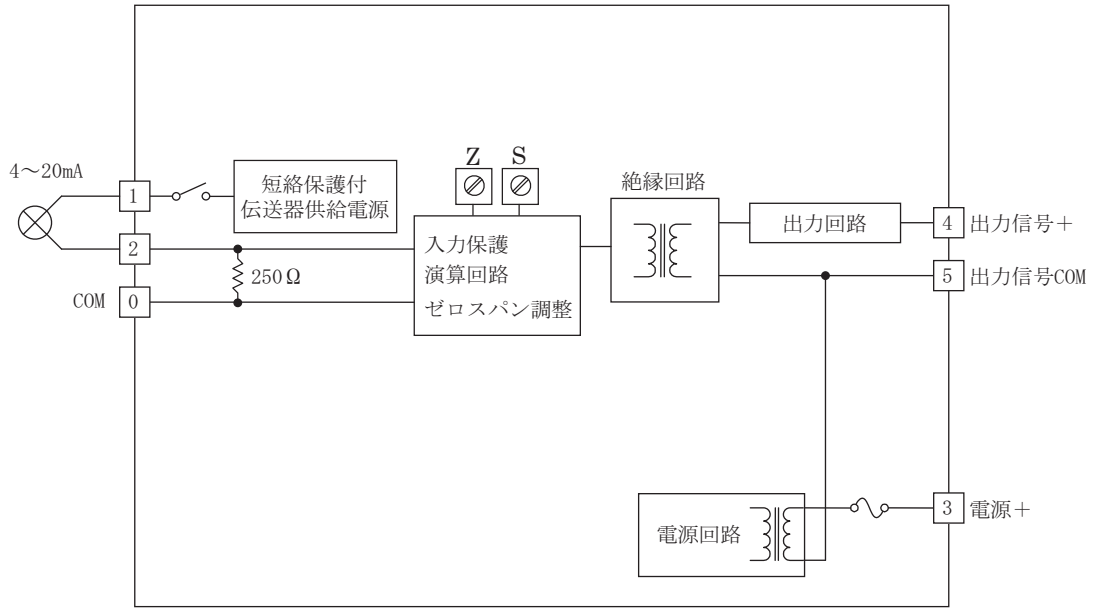 4～20mA
1
短絡保護付
伝送器供給電源
2
250Ω
COM
0
Z
S
入力保護
演算回路
ゼロスパン調整
絶縁回路
出力回路
4
出力信号＋
5
出力信号COM
電源回路
3
電源＋